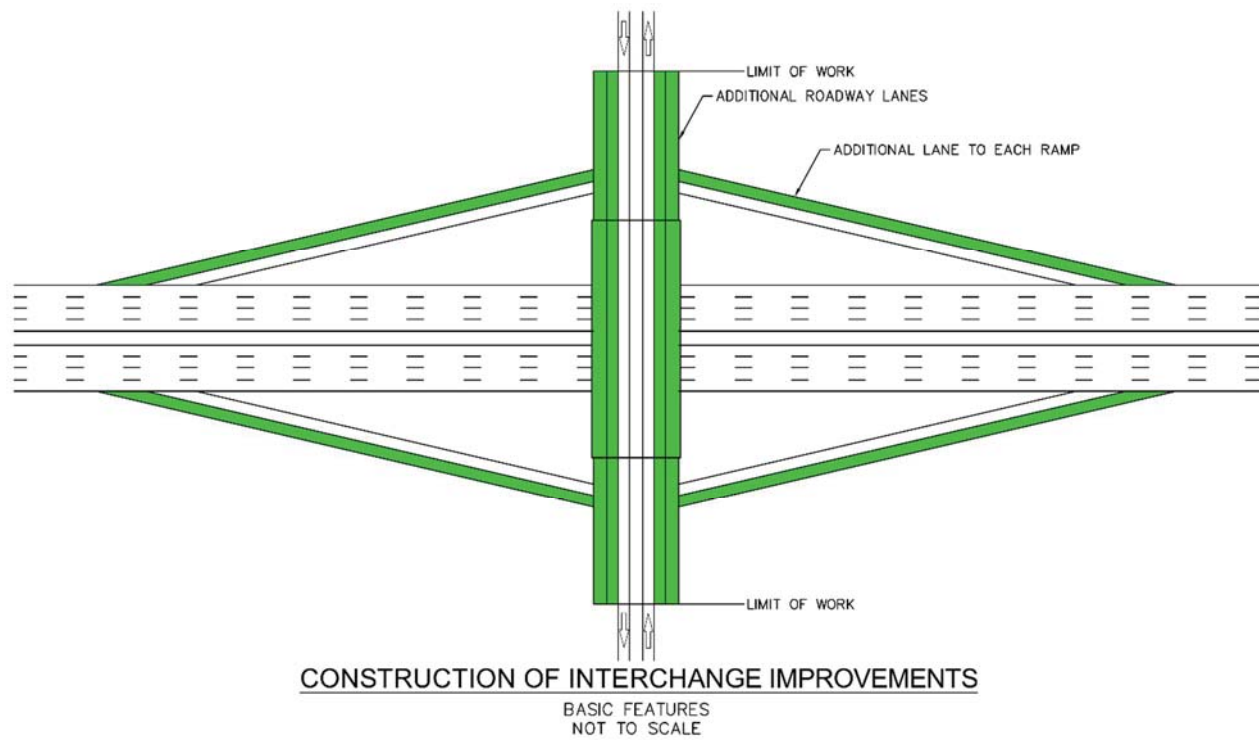 LIMIT OF WORK
ADDITIONAL ROADWAY LANES
ADDITIONAL LANE TO EACH RAMP
LIMIT OF WORK
CONSTRUCTION OF INTERCHANGE IMPROVEMENTS
BASIC FEATURES
NOT TO SCALE